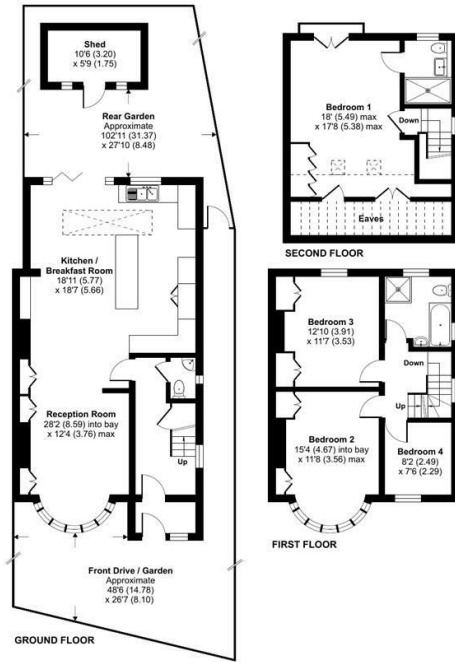 Shed
10'6 (3.20)
x 5'9 (1.75)
Rear Garden
Approximate
102'11 (31.37)
x 27'10 (8.48)
Kitchen /
Breakfast Room
18'11 (5.77)
x 18'7 (5.66)
Reception Room
28'2 (8.59) into bay
x 12'4 (3.76) max
Up
Front Drive / Garden
Approximate
48'6 (14.78)
x 26'7 (8.10)
GROUND FLOOR
Bedroom 1
18' (5.49) max
x 17'8 (5.38) max
Down
Eaves
SECOND FLOOR
Bedroom 3
12'10 (3.91)
x 11'7 (3.53)
Down
Up
Bedroom 2
15'4 (4.67) into bay
x 11'8 (3.56) max
Bedroom 4
8'2 (2.49)
x 7'6 (2.29)
FIRST FLOOR